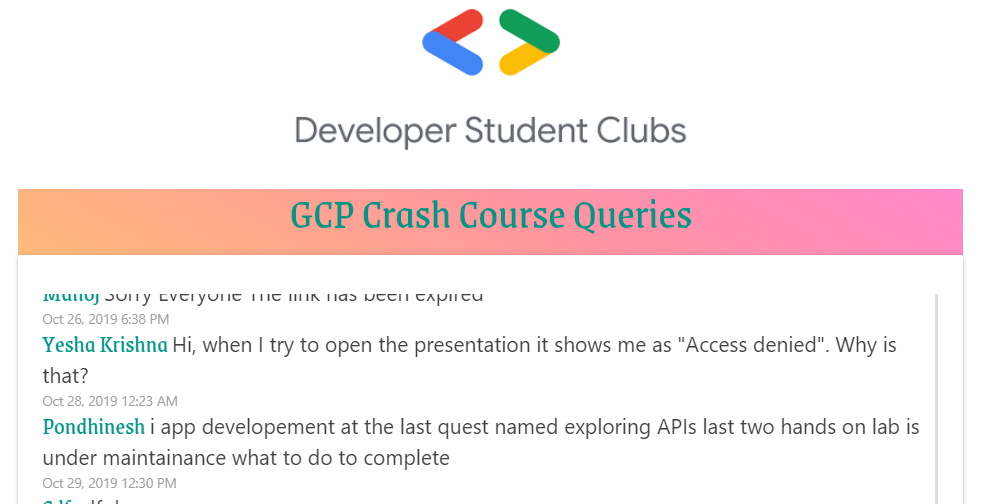 Developer Student Clubs
GCP Crash Course Queries
Manoj Sorry Everyone The link has been expired
Oct 26, 2019 6:38 PM
Yesha Krishna Hi, when I try to open the presentation it shows me as "Access denied". Why is
that?
Oct 28, 2019 12:23 AM
Pondhinesh i app developement at the last quest named exploring APIs last two hands on lab is
under maintainance what to do to complete
Oct 29, 2019 12:30 PM